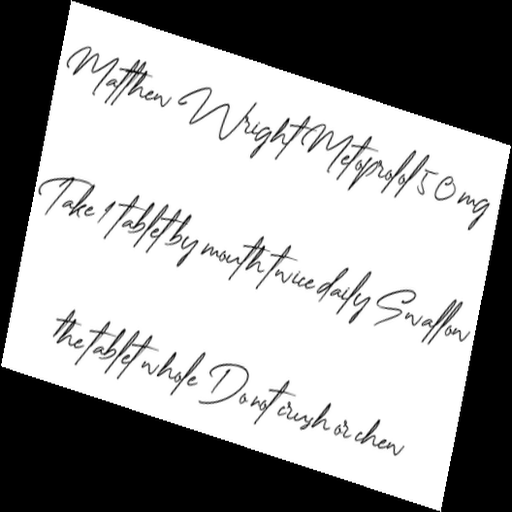 Matthew Wright Metoprolol 50 mg
Take 1 tablet by mouth twice daily Swallow
the tablet whole Do not crush or chew